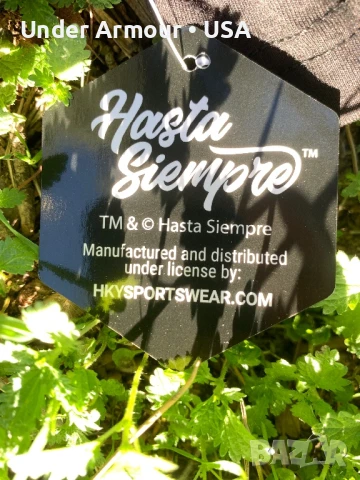 Under Armour • USA
Hasta
Siempre™
TM & © Hasta Siempre
Manufactured and distributed
under license by:
HKYSPORTSWEAR.COM
BAZAR